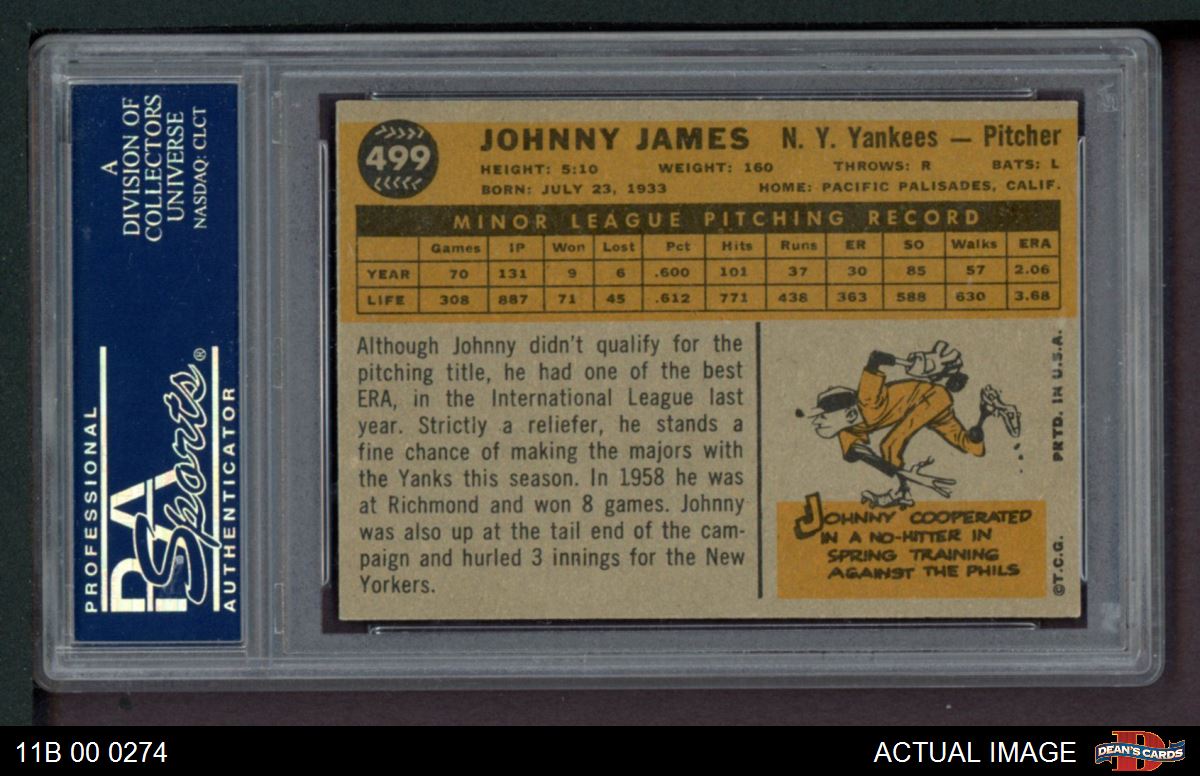 A
DIVISION OF
COLLECTORS
UNIVERSE
NASDAQ: CLCT
PROFESSIONAL
PSA
Sports®
AUTHENTICATOR
499
JOHNNY JAMES N. Y. Yankees — Pitcher
HEIGHT: 5:10 WEIGHT: 160 THROWS: R BATS: L
BORN: JULY 23, 1933 HOME: PACIFIC PALISADES, CALIF.
MINOR LEAGUE PITCHING RECORD
Games IP Won Lost Pct Hits Runs ER SO Walks ERA
YEAR 70 131 9 6 .600 101 37 30 85 57 2.06
LIFE 308 887 71 45 .612 771 438 363 588 630 3.68
Although Johnny didn't qualify for the
pitching title, he had one of the best
ERA, in the International League last
year. Strictly a reliefer, he stands a
fine chance of making the majors with
the Yanks this season. In 1958 he was
at Richmond and won 8 games. Johnny
was also up at the tail end of the cam-
paign and hurled 3 innings for the New
Yorkers.
JOHNNY COOPERATED
IN A NO-HITTER IN
SPRING TRAINING
AGAINST THE PHILS
©T.C.G. PRTD. IN U.S.A.
11B 00 0274
ACTUAL IMAGE
DEAN'S CARDS